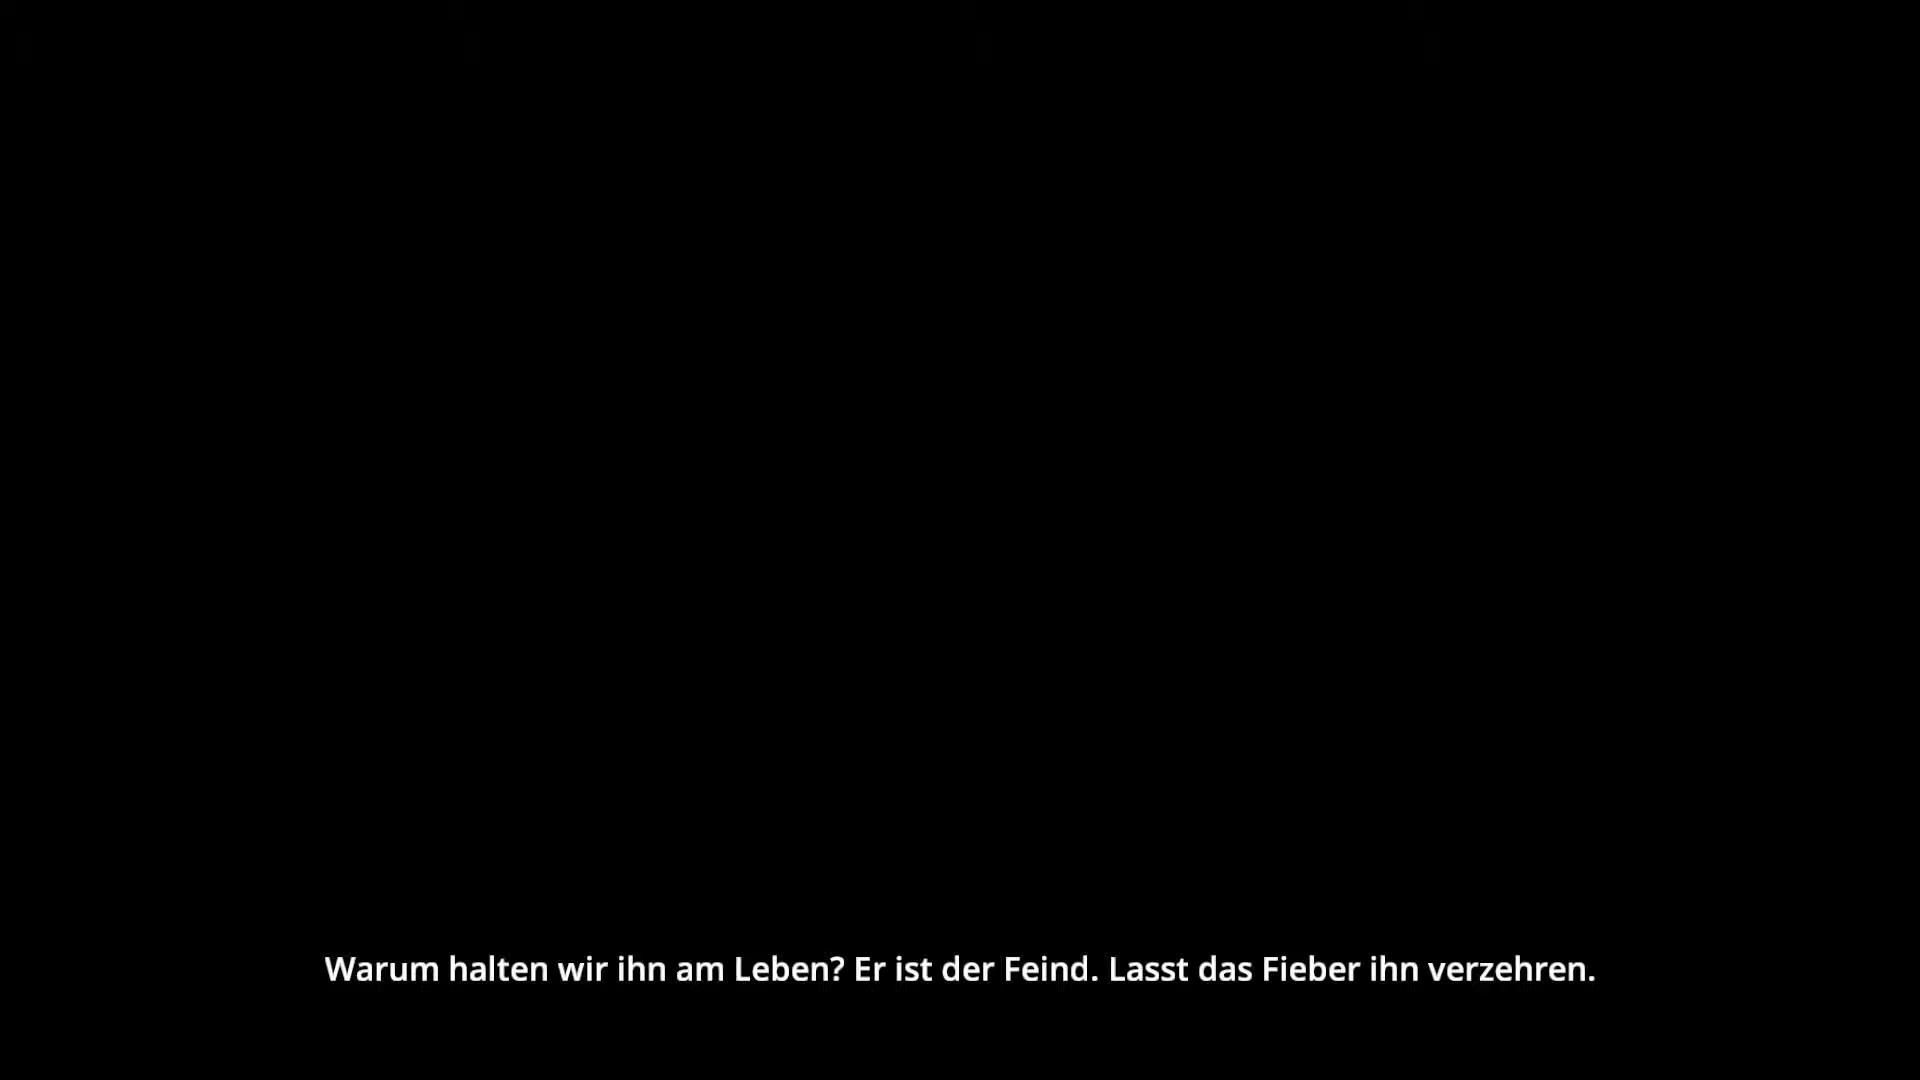 Warum halten wir ihn am Leben? Er ist der Feind. Lasst das Fieber ihn verzehren.